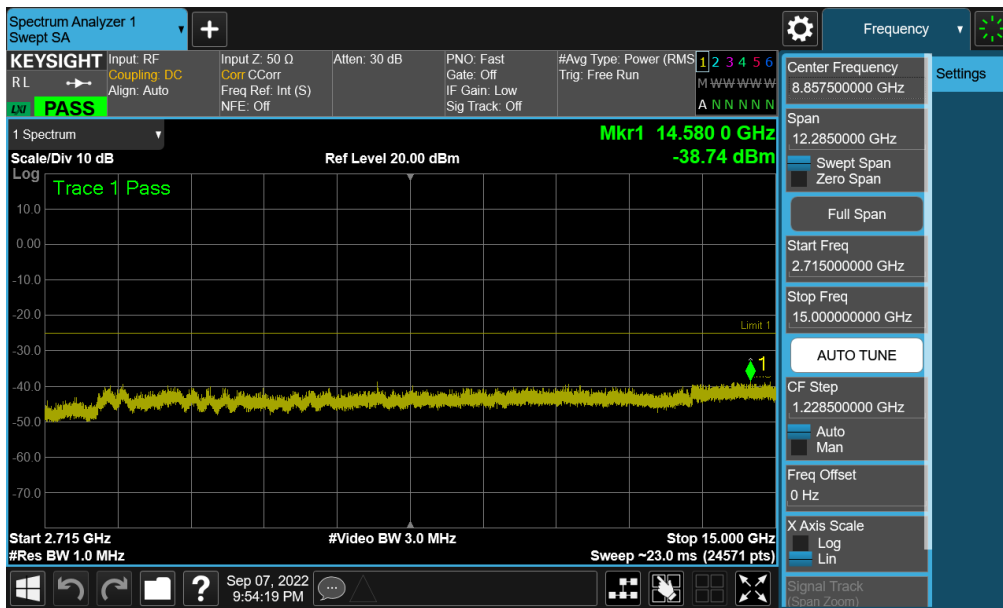 Spectrum Analyzer 1
Swept SA
Frequency
KEYSIGHT
Input: RF
Coupling: DC
Align: Auto
Input Z: 50 Ω
Corr CCorr
Freq Ref: Int (S)
NFE: Off
Atten: 30 dB
PNO: Fast
Gate: Off
IF Gain: Low
Sig Track: Off
#Avg Type: Power (RMS
Trig: Free Run
1 2 3 4 5 6
M W W W W W
A N N N N N
R L
LXI PASS
Center Frequency
8.857500000 GHz
Settings
Span
12.2850000 GHz
Swept Span
Zero Span
Full Span
Start Freq
2.715000000 GHz
Stop Freq
15.000000000 GHz
AUTO TUNE
CF Step
1.228500000 GHz
Auto
Man
Freq Offset
0 Hz
X Axis Scale
Log
Lin
Signal Track
(Span Zoom)
1 Spectrum
Mkr1 14.580 0 GHz
-38.74 dBm
Scale/Div 10 dB
Ref Level 20.00 dBm
Log
Trace 1 Pass
10.0
0.00
-10.0
-20.0
Limit 1
-30.0
1
-40.0
-50.0
-60.0
-70.0
Start 2.715 GHz
#Video BW 3.0 MHz
Stop 15.000 GHz
#Res BW 1.0 MHz
Sweep ~23.0 ms (24571 pts)
Sep 07, 2022
9:54:19 PM